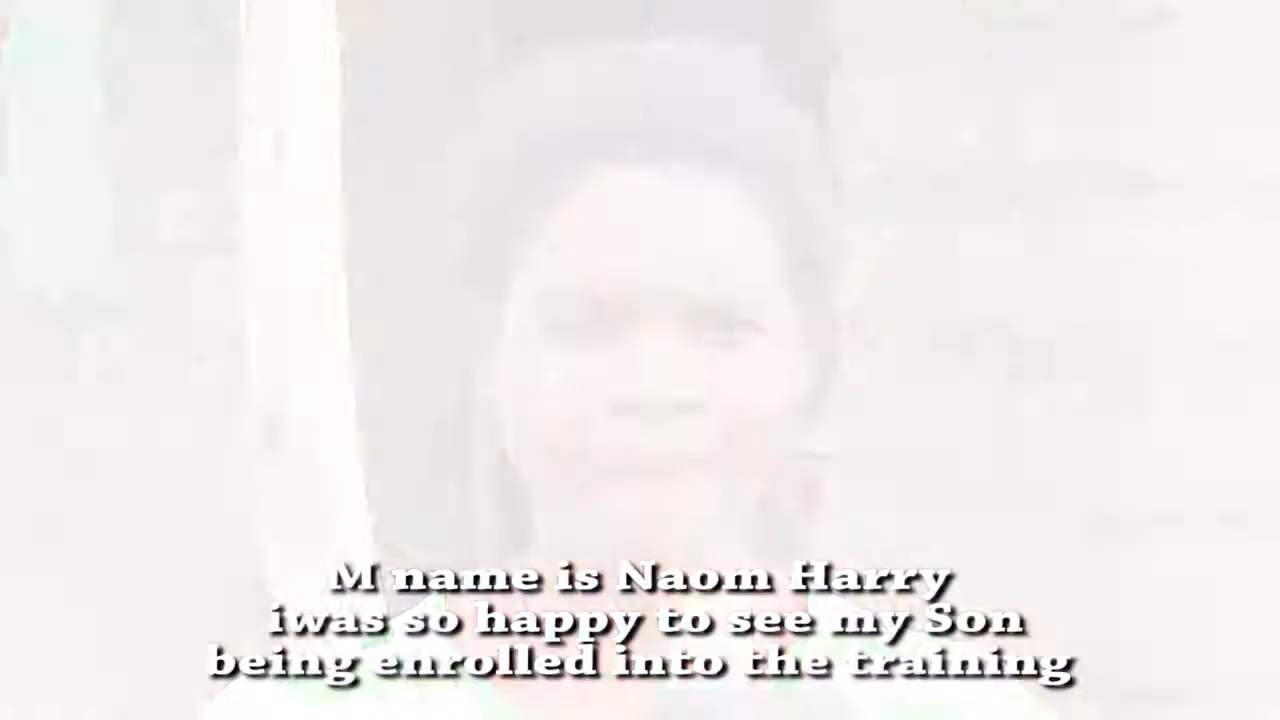 M name is Naom Harry
iwas so happy to see my Son
being enrolled into the training